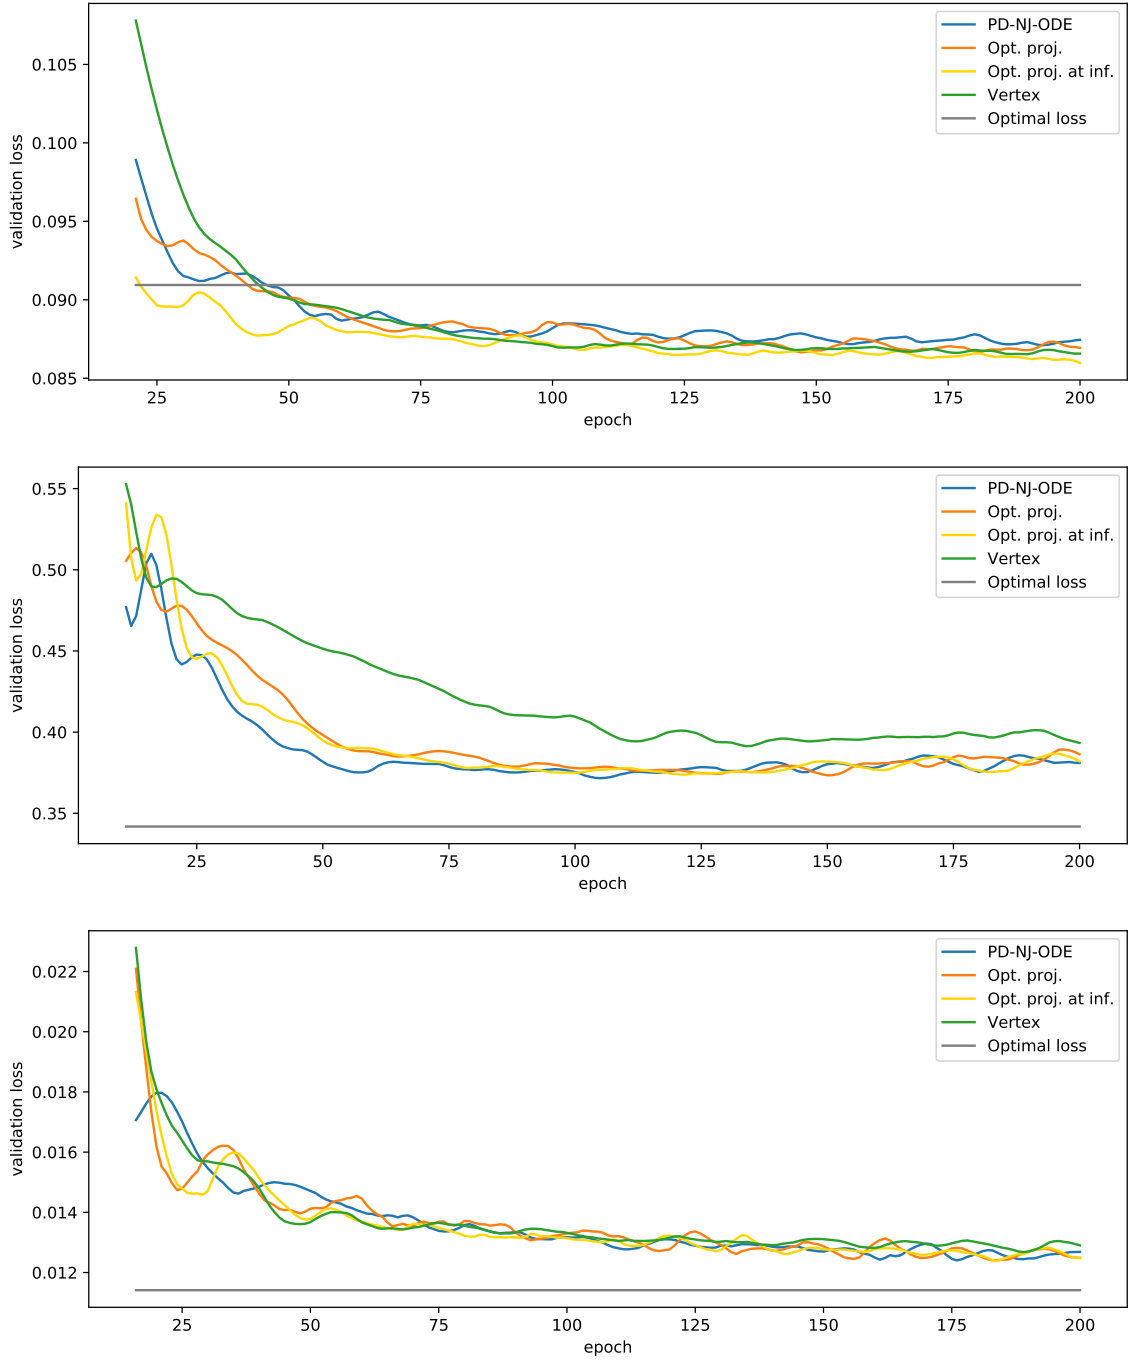 validation loss
0.105
0.100
0.095
0.090
0.085
PD-NJ-ODE
Opt. proj.
Opt. proj. at inf.
Vertex
Optimal loss
25 50 75 100 125 150 175 200
epoch
validation loss
0.55
0.50
0.45
0.40
0.35
PD-NJ-ODE
Opt. proj.
Opt. proj. at inf.
Vertex
Optimal loss
25 50 75 100 125 150 175 200
epoch
validation loss
0.022
0.020
0.018
0.016
0.014
0.012
PD-NJ-ODE
Opt. proj.
Opt. proj. at inf.
Vertex
Optimal loss
25 50 75 100 125 150 175 200
epoch